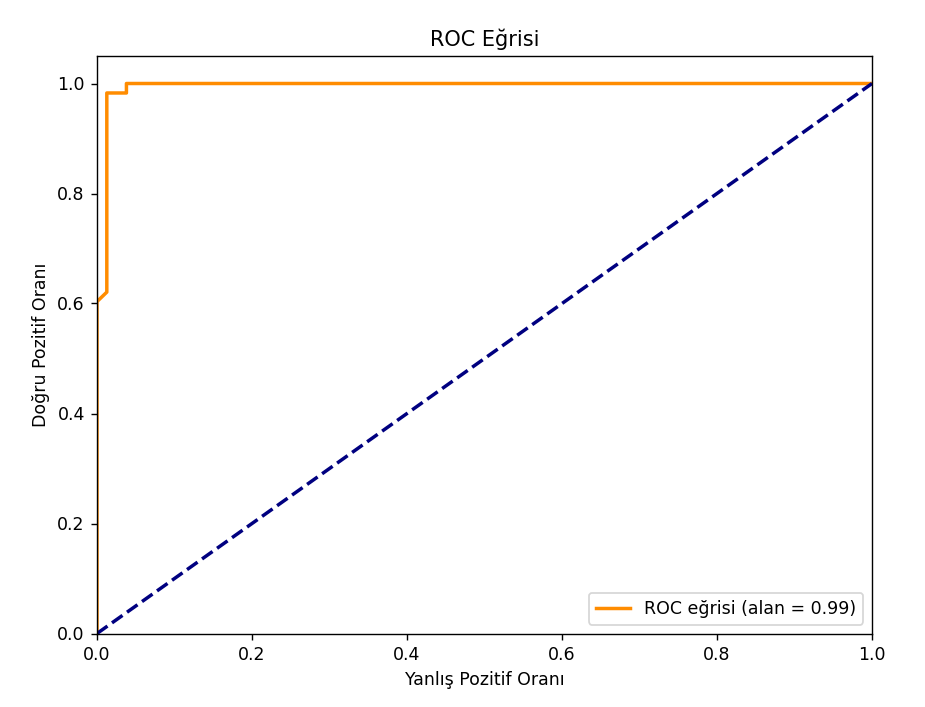 ROC Eğrisi
1.0
0.8
0.6
0.4
0.2
0.0
Doğru Pozitif Oranı
ROC eğrisi (alan = 0.99)
0.0 0.2 0.4 0.6 0.8 1.0
Yanlış Pozitif Oranı